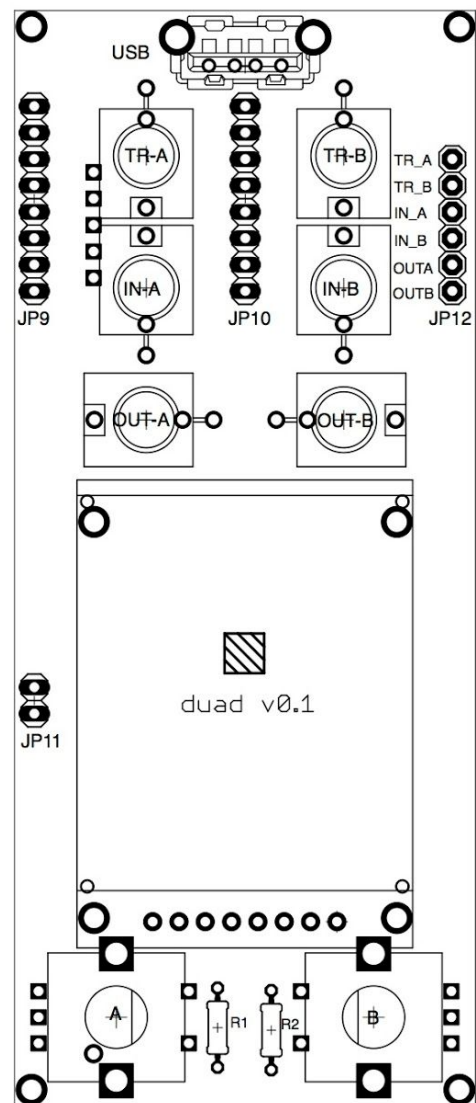 USB
TR-A
TR-B
TR_A
TR_B
IN_A
IN_B
OUTA
OUTB
IN-A
IN-B
JP9
JP10
JP12
OUT-A
OUT-B
duad v0.1
JP11
A
B
R1
R2